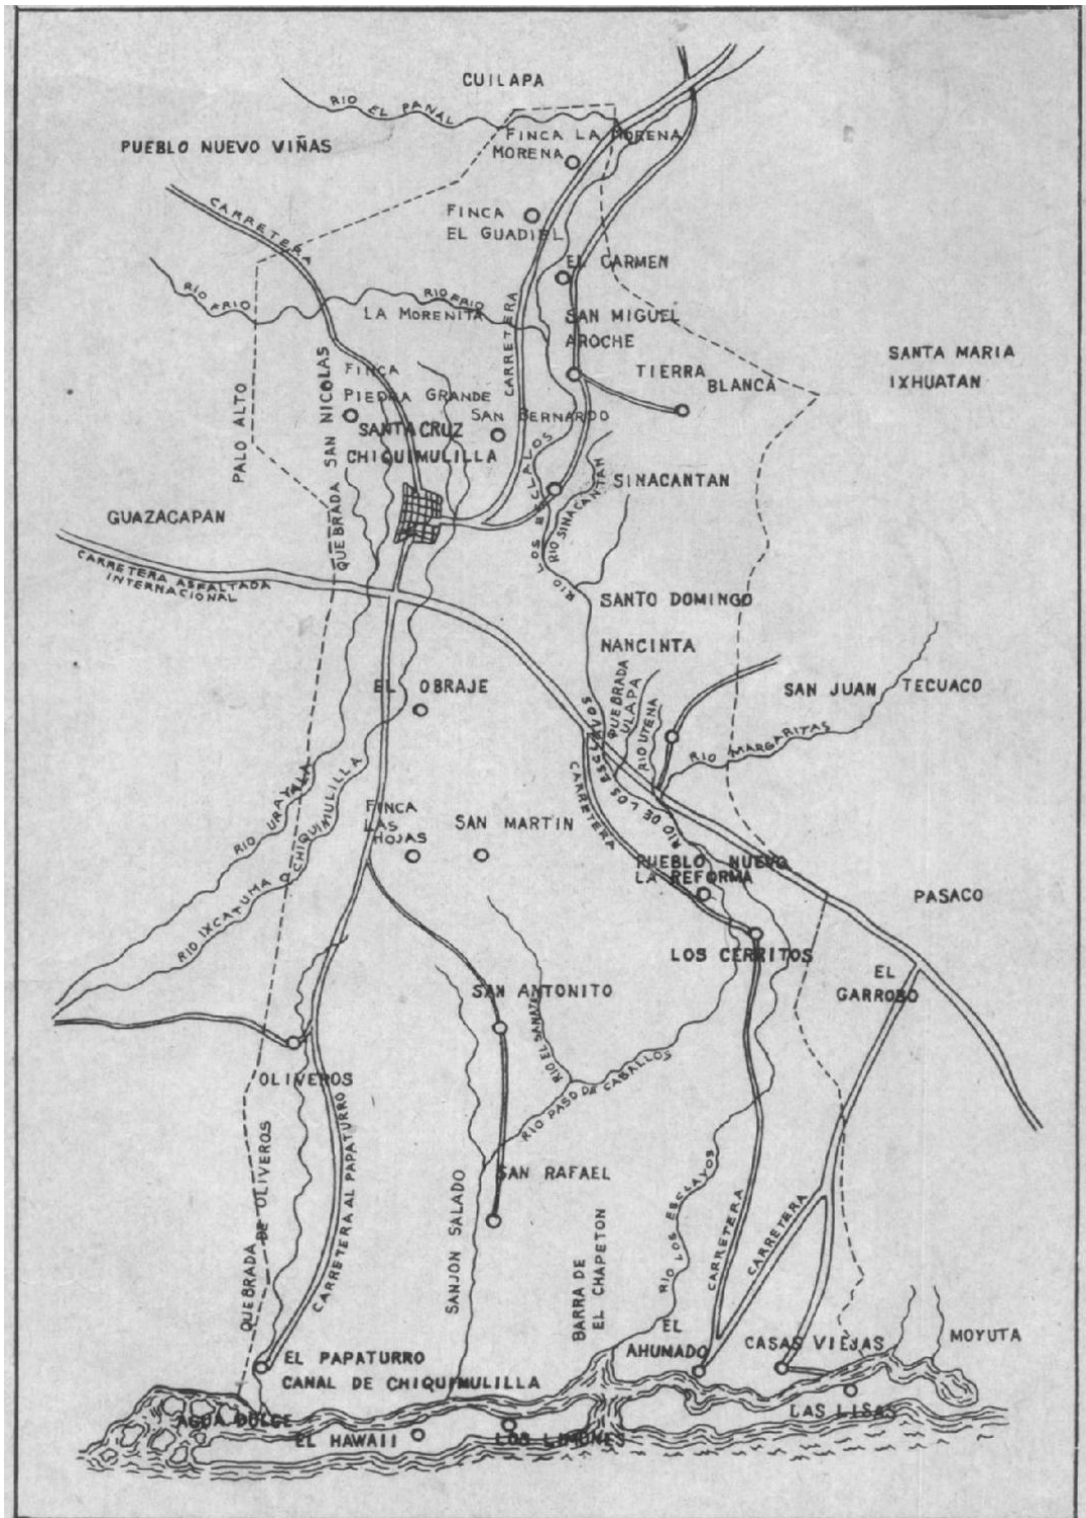 CUILAPA
RIO EL PANAL
FINCA LA MORENA
MORENA
PUEBLO NUEVO VIÑAS
CARRETERA
FINCA
EL GUADIEL
EL CARMEN
RIO FRIO
RIO FRIO
LA MORENITA
CARRETERA
SAN MIGUEL
AROCHE
SANTA MARIA
IXHUATAN
TIERRA
BLANCA
FINCA
PIEDRA GRANDE
SAN BERNARDO
PALO ALTO
QUEBRADA SAN NICOLAS
SANTA CRUZ
CHIQUIMULILLA
SINACANTAN
RIO LOS ESCLALOS
RIO SINACANTAN
GUAZACAPAN
CARRETERA ASFALTADA
INTERNACIONAL
SANTO DOMINGO
NANCINTA
EL OBRAJE
QUEBRADA
ULAPA
RIO UTENA
SAN JUAN TECUACO
RIO MARGARITAS
RIO DE LOS ESCLAVOS
CARRETERA
RIO URAYALA
RIO IXCATUMA O CHIQUIMULILLA
FINCA
LAS
HOJAS
SAN MARTIN
PUEBLO NUEVO
LA REFORMA
PASACO
LOS CERRITOS
EL
GARROBO
SAN ANTONITO
RIO EL SANATE
RIO PASO DE CABALLOS
OLIVEROS
QUEBRADA DE OLIVEROS
CARRETERA AL PAPATURRO
SAN RAFAEL
SANJON SALADO
BARRA DE
EL CHAPETON
RIO LOS ESCLAVOS
CARRETERA
CARRETERA
EL
AHUMADO
CASAS VIEJAS
MOYUTA
EL PAPATURRO
CANAL DE CHIQUIMULILLA
AGUA DULCE
EL HAWAII
LOS LIMONES
LAS LISAS